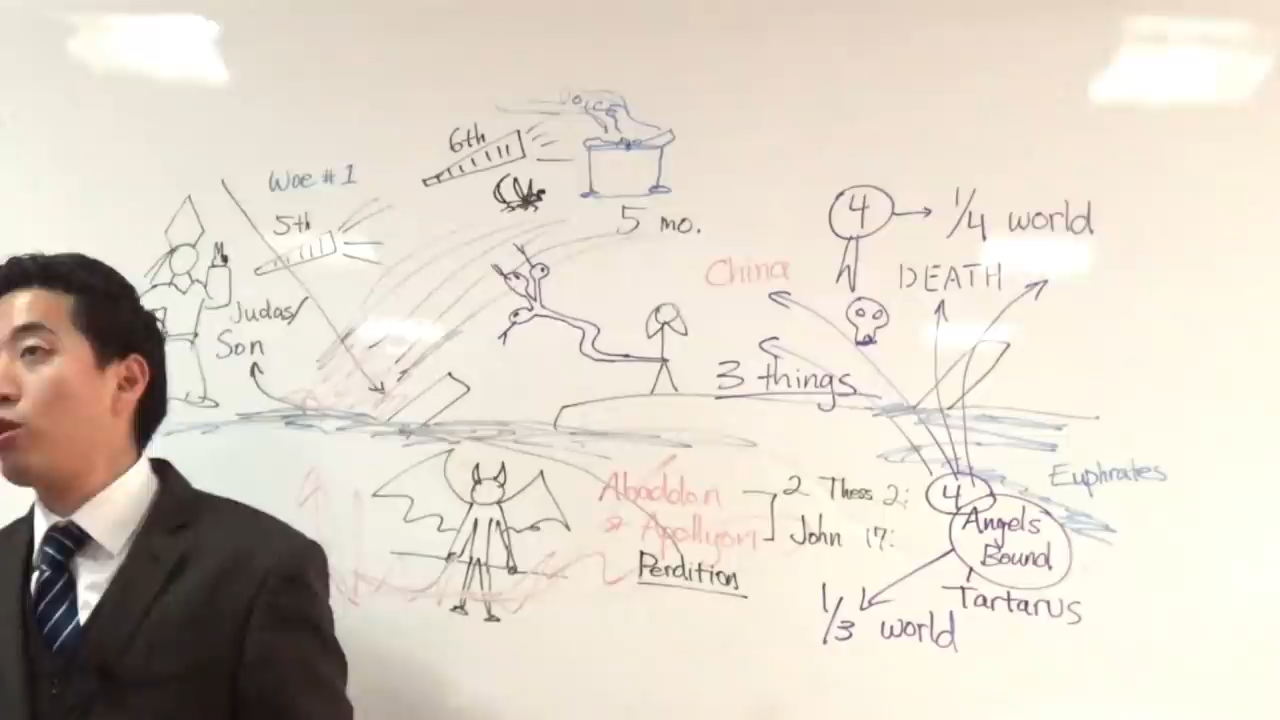 6th
Woe #1
5th
5 mo.
4 → 1/4 world
China
DEATH
Judas/
Son
3 things
Abaddon
Apollyon
2 Thess 2:
John 17:
Perdition
Euphrates
4
Angels
Bound
Tartarus
1/3 world